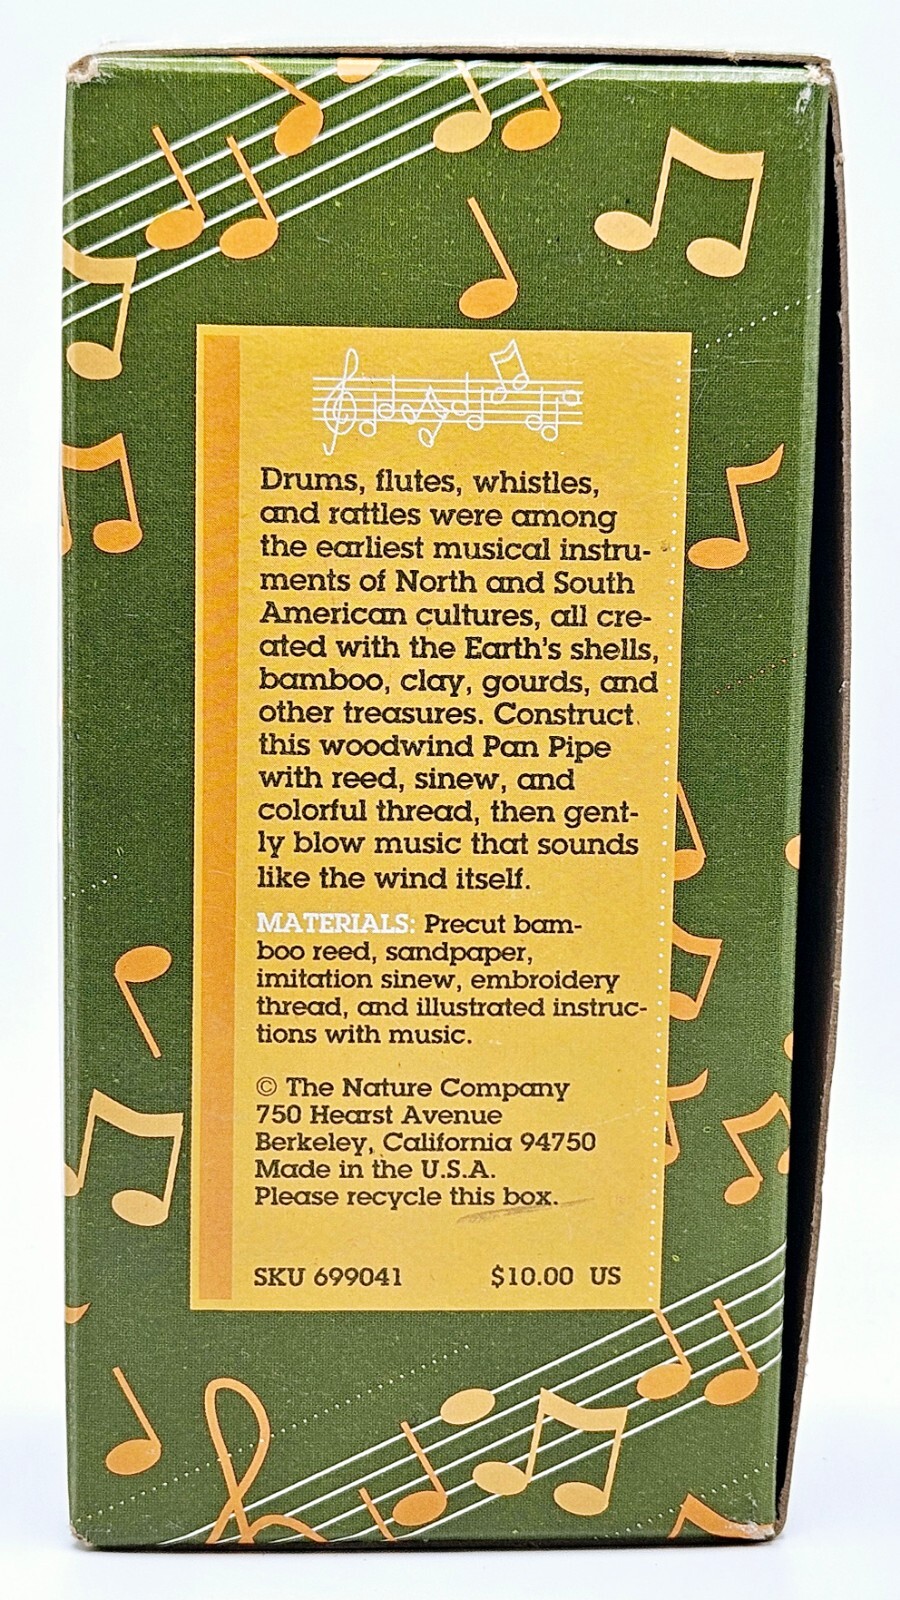 Drums, flutes, whistles,
and rattles were among
the earliest musical instru-
ments of North and South
American cultures, all cre-
ated with the Earth's shells,
bamboo, clay, gourds, and
other treasures. Construct
this woodwind Pan Pipe
with reed, sinew, and
colorful thread, then gent-
ly blow music that sounds
like the wind itself.
MATERIALS: Precut bam-
boo reed, sandpaper,
imitation sinew, embroidery
thread, and illustrated instruc-
tions with music.
© The Nature Company
750 Hearst Avenue
Berkeley, California 94750
Made in the U.S.A.
Please recycle this box.
SKU 699041 $10.00 US